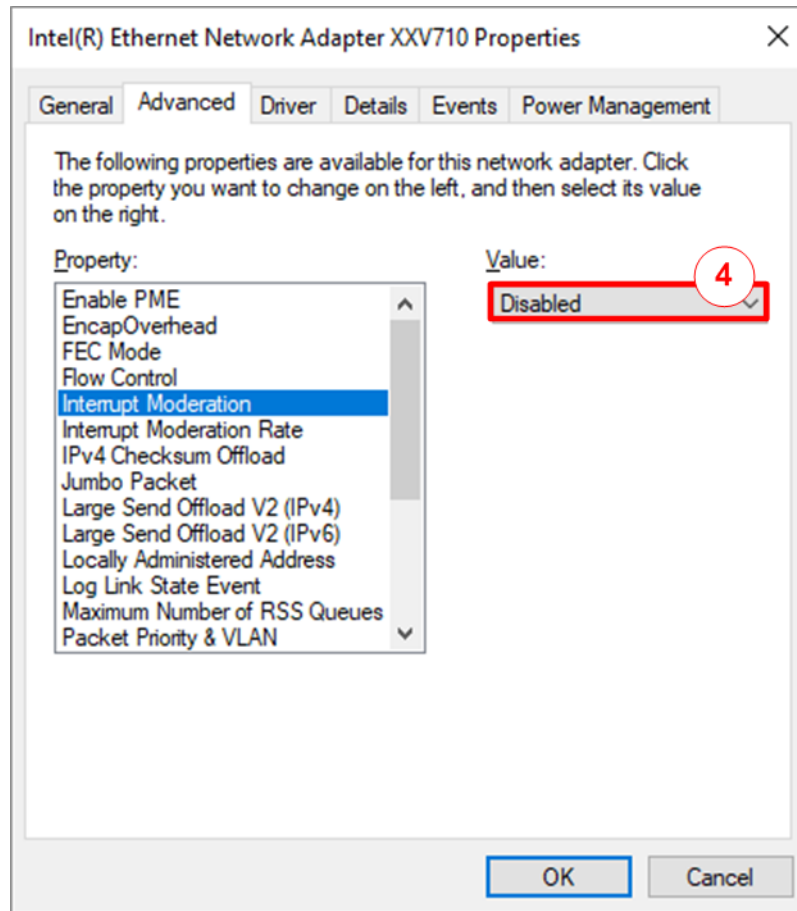 Intel(R) Ethernet Network Adapter XXV710 Properties
General Advanced Driver Details Events Power Management
The following properties are available for this network adapter. Click
the property you want to change on the left, and then select its value
on the right.
Property:
Value:
4
Disabled
Enable PME
EncapOverhead
FEC Mode
Flow Control
Interrupt Moderation
Interrupt Moderation Rate
IPv4 Checksum Offload
Jumbo Packet
Large Send Offload V2 (IPv4)
Large Send Offload V2 (IPv6)
Locally Administered Address
Log Link State Event
Maximum Number of RSS Queues
Packet Priority & VLAN
OK Cancel